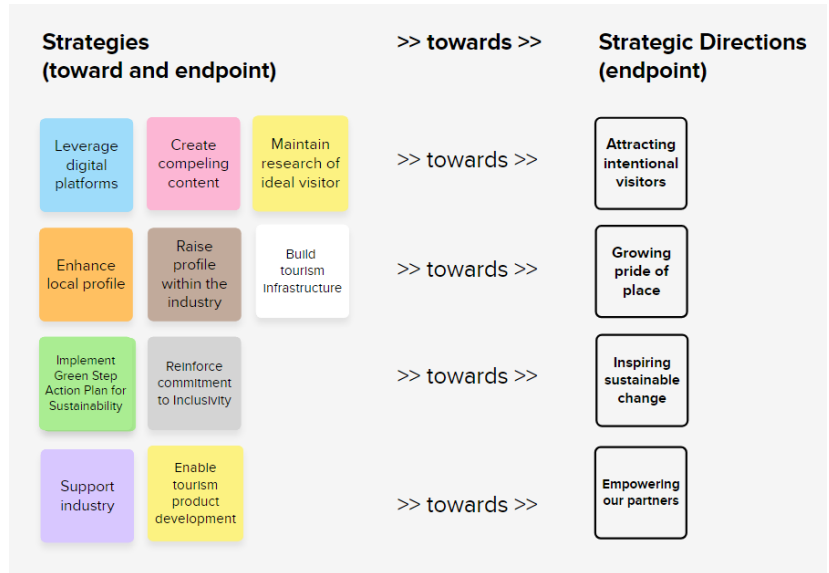 Strategies
(toward and endpoint)
>> towards >>
Strategic Directions
(endpoint)
Leverage
digital
platforms
Create
compeling
content
Maintain
research of
ideal visitor
>> towards >>
Attracting
intentional
visitors
Enhance
local profile
Raise
profile
within the
industry
Build
tourism
infrastructure
>> towards >>
Growing
pride of
place
Implement
Green Step
Action Plan for
Sustainability
Reinforce
commitment
to Inclusivity
>> towards >>
Inspiring
sustainable
change
Support
industry
Enable
tourism
product
development
>> towards >>
Empowering
our partners